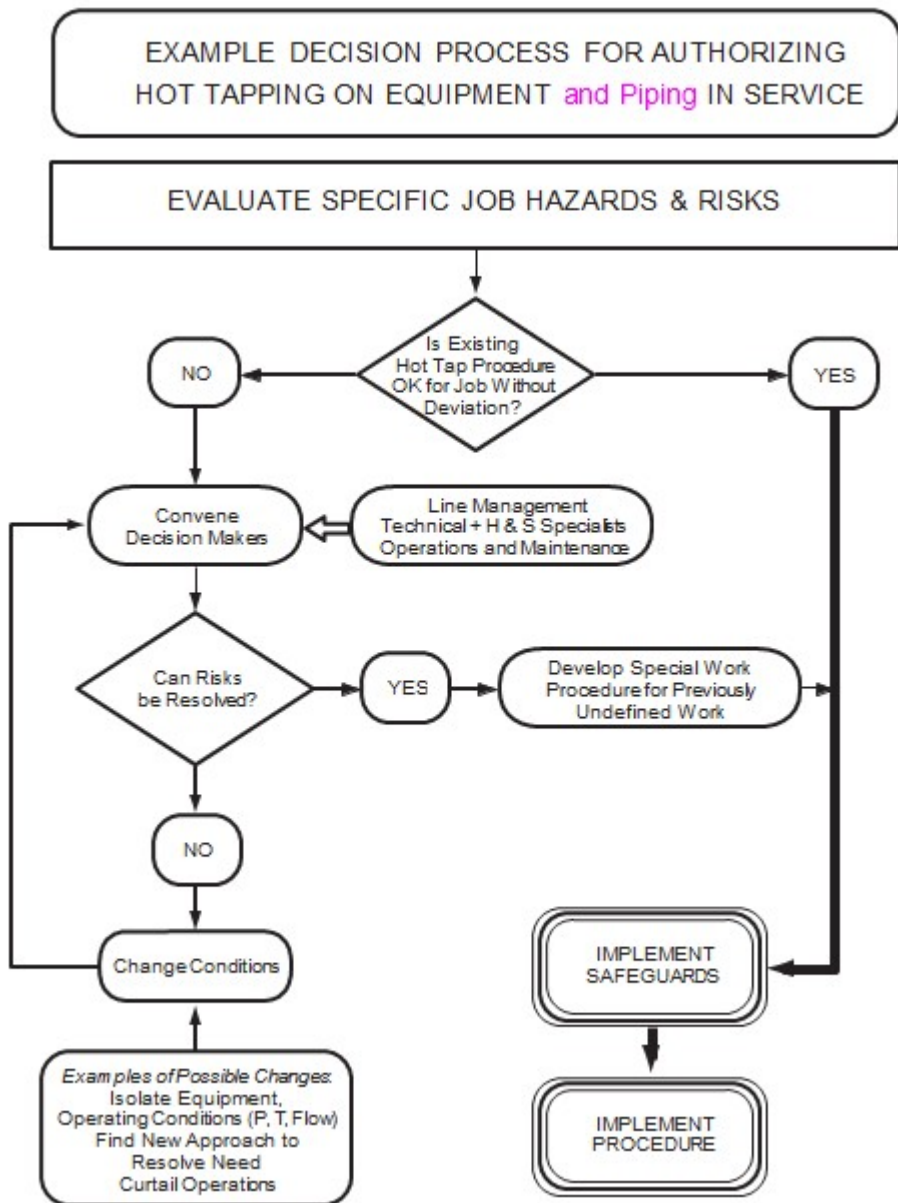 EXAMPLE DECISION PROCESS FOR AUTHORIZING
HOT TAPPING ON EQUIPMENT and Piping IN SERVICE
EVALUATE SPECIFIC JOB HAZARDS & RISKS
Is Existing
Hot Tap Procedure
OK for Job Without
Deviation?
NO
YES
Convene
Decision Makers
Line Management
Technical + H & S Specialists
Operations and Maintenance
Can Risks
be Resolved?
YES
Develop Special Work
Procedure for Previously
Undefined Work
NO
Change Conditions
IMPLEMENT
SAFEGUARDS
Examples of Possible Changes:
Isolate Equipment,
Operating Conditions (P, T, Flow)
Find New Approach to
Resolve Need
Curtail Operations
IMPLEMENT
PROCEDURE